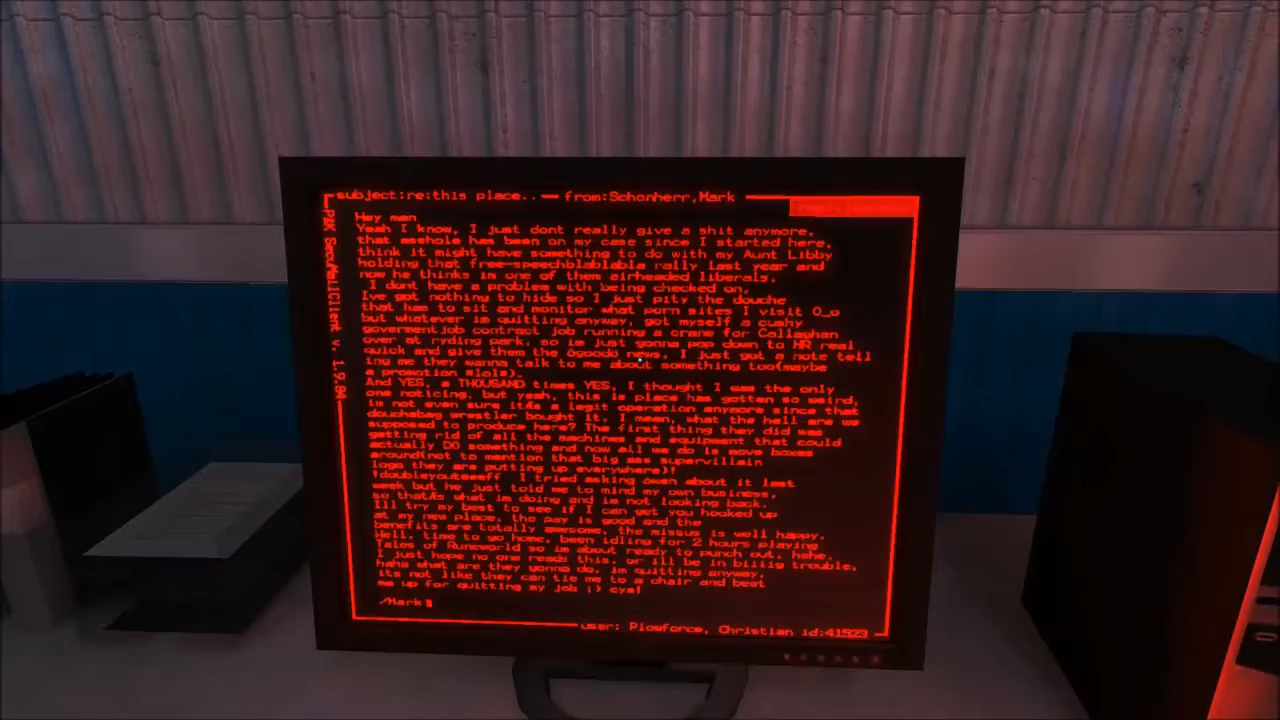 subject:re:this place.. from:Schonherr,Mark
P&K SecuMailClient v. 1.9.84
Hey man
Yeah I know, I just dont really give a shit anymore,
that asshole has been on my case since I started here,
think it might have something to do with my Aunt Libby
holding that free-speechblablabla rally last year and
now he thinks im one of them airheaded liberals.
I dont have a problem with being checked on,
Ive got nothing to hide so I just pity the douche
that has to sit and monitor what porn sites I visit O_o
but whatever im quitting anyway, got myself a cushy
govermentjob contract job running a crane for Callaghan
over at ryding park, so im just gonna pop down to HR real
quick and give them the ögoodö news, I just got a note tell
ing me they wanna talk to me about something too(maybe
a promotion *lols*).
And YES, a THOUSAND times YES, I thought I was the only
one noticing, but yeah, this is place has gotten so weird,
im not even sure its a legit operation anymore since that
douchebag wrestler bought it. I mean, what the hell are we
supposed to produce here? The first thing they did was
getting rid of all the machines and equipment that could
actually DO something and now all we do is move boxes
around(not to mention that big ass supervillain
logo they are putting up everywhere)!
!doubleyouteeff I tried asking owen about it last
week but he just told me to mind my own business,
so thats what im doing and im not looking back.
Ill try my best to see if I can get you hooked up
at my new place, the pay is good and the
benefits are totally awesome, the missus is well happy.
Hell, time to go home, been idling for 2 hours playing
Tales of Runeworld so im about ready to punch out, hehe.
I just hope no one reads this, or ill be in biiiig trouble,
haha what are they gonna do, im quitting anyway,
its not like they can tie me to a chair and beat
me up for quitting my job ;) cya!
/Mark
user: Plowforce, Christian id:41523